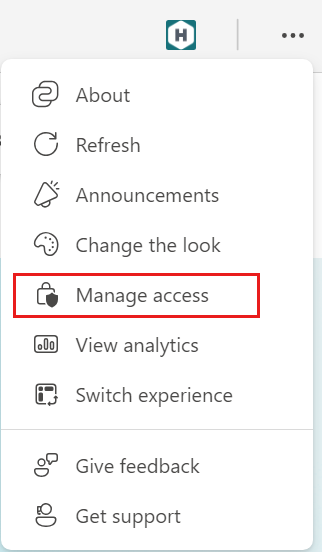 H
About
Refresh
Announcements
Change the look
Manage access
View analytics
Switch experience
Give feedback
Get support